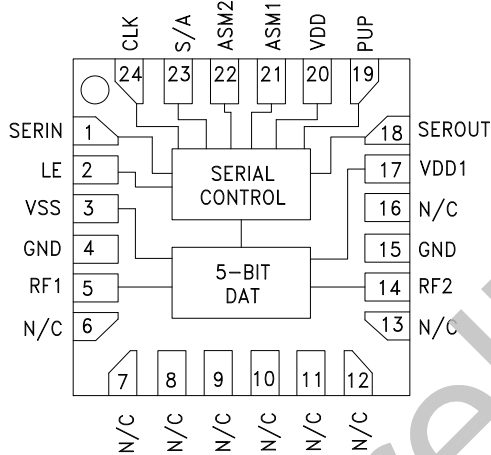 CLK
S/A
ASM2
ASM1
VDD
PUP
24
23
22
21
20
19
SERIN
1
18
SEROUT
LE
2
17
VDD1
SERIAL
CONTROL
VSS
3
16
N/C
GND
4
15
GND
5-BIT
DAT
RF1
5
14
RF2
N/C
6
13
N/C
7
8
9
10
11
12
N/C
N/C
N/C
N/C
N/C
N/C